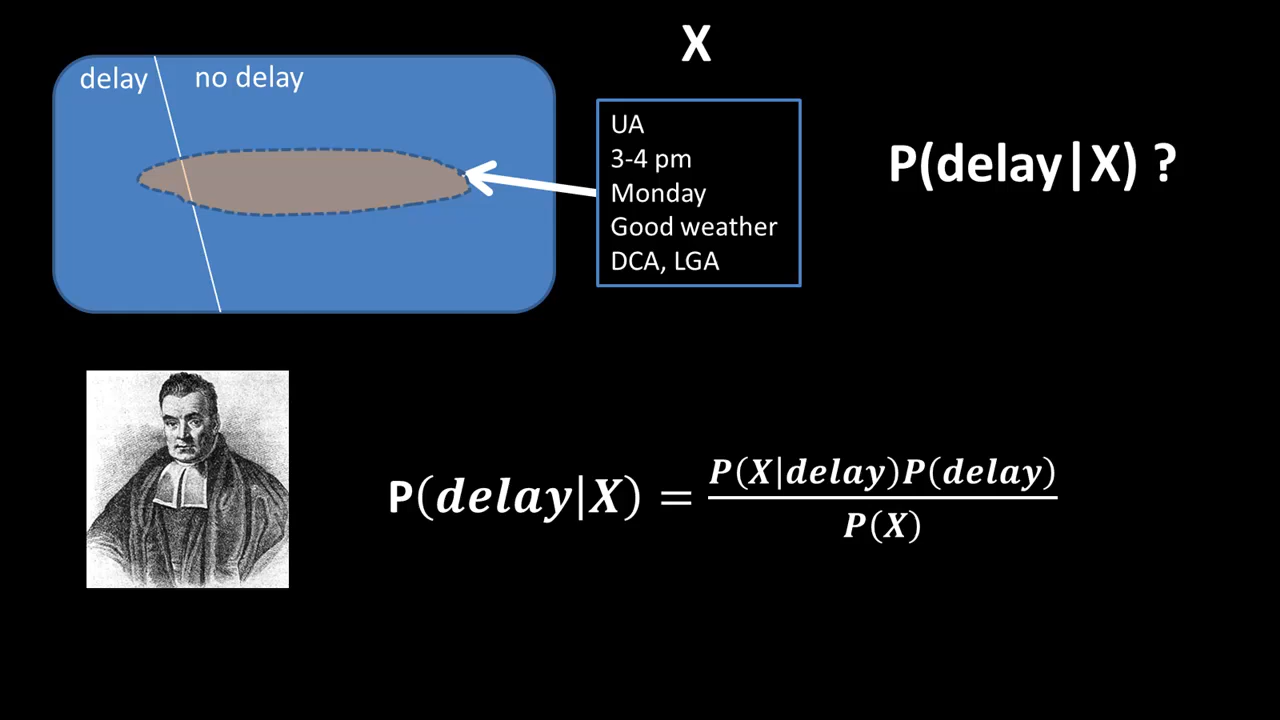 X
delay no delay
UA
3-4 pm
Monday
Good weather
DCA, LGA
P(delay|X) ?
P(delay|X) = P(X|delay)P(delay)
P(X)